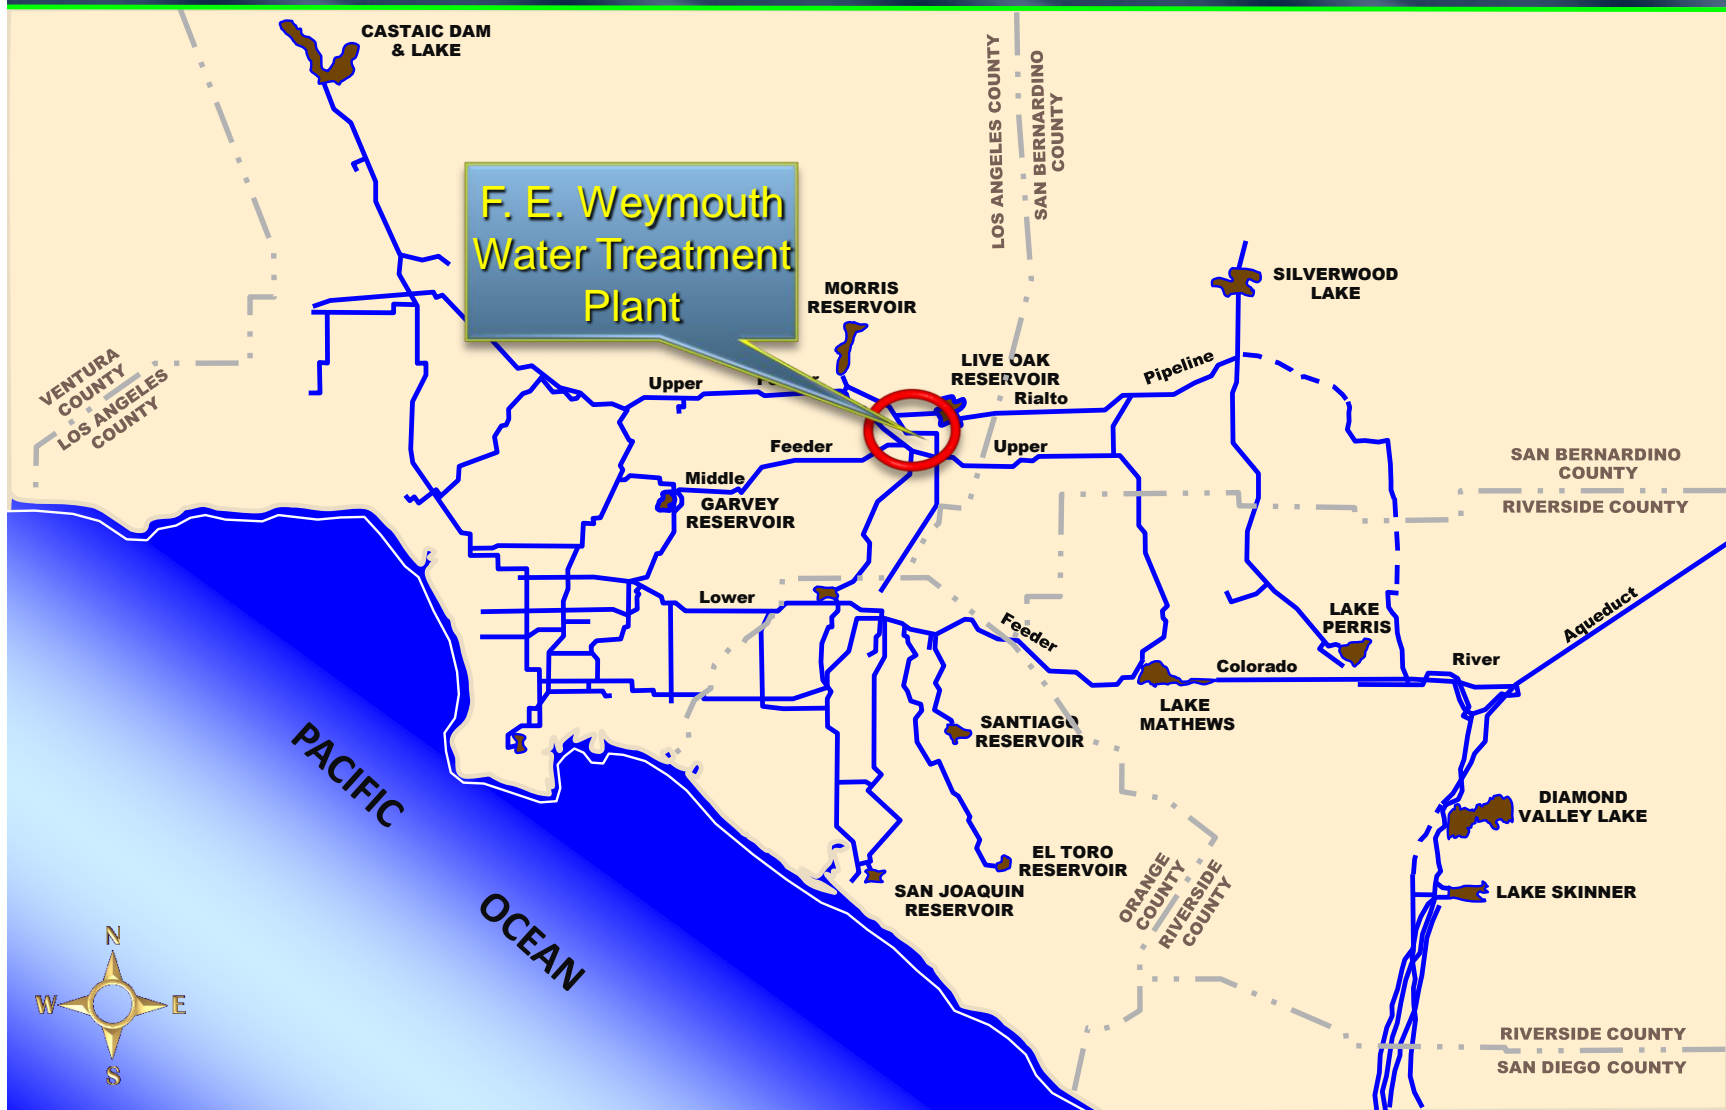 CASTAIC DAM
& LAKE
LOS ANGELES COUNTY
SAN BERNARDINO
COUNTY
F. E. Weymouth
Water Treatment
Plant
MORRIS
RESERVOIR
SILVERWOOD
LAKE
LIVE OAK
RESERVOIR
VENTURA
COUNTY
LOS ANGELES
COUNTY
Upper
Rialto
Pipeline
Feeder
Upper
Middle
GARVEY
RESERVOIR
SAN BERNARDINO
COUNTY
RIVERSIDE COUNTY
Lower
Feeder
LAKE
PERRIS
Aqueduct
Colorado
River
LAKE
MATHEWS
SANTIAGO
RESERVOIR
PACIFIC
OCEAN
DIAMOND
VALLEY LAKE
EL TORO
RESERVOIR
SAN JOAQUIN
RESERVOIR
ORANGE
COUNTY
RIVERSIDE
COUNTY
LAKE SKINNER
N
W
E
S
RIVERSIDE COUNTY
SAN DIEGO COUNTY